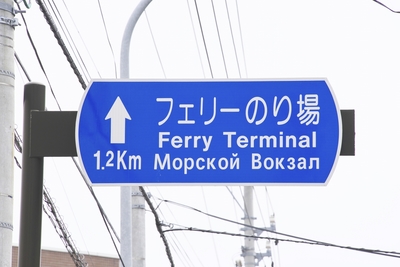 フェリーのり場
Ferry Terminal
1.2Km Морской Вокзал